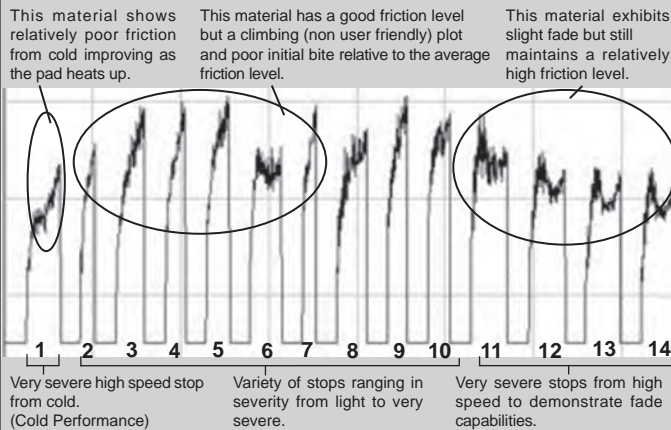 This material shows
relatively poor friction
from cold improving as
the pad heats up.
This material has a good friction level
but a climbing (non user friendly) plot
and poor initial bite relative to the average
friction level.
This material exhibits
slight fade but still
maintains a relatively
high friction level.
1 2 3 4 5 6 7 8 9 10 11 12 13 14
Very severe high speed stop
from cold.
(Cold Performance)
Variety of stops ranging in
severity from light to very
severe.
Very severe stops from high
speed to demonstrate fade
capabilities.